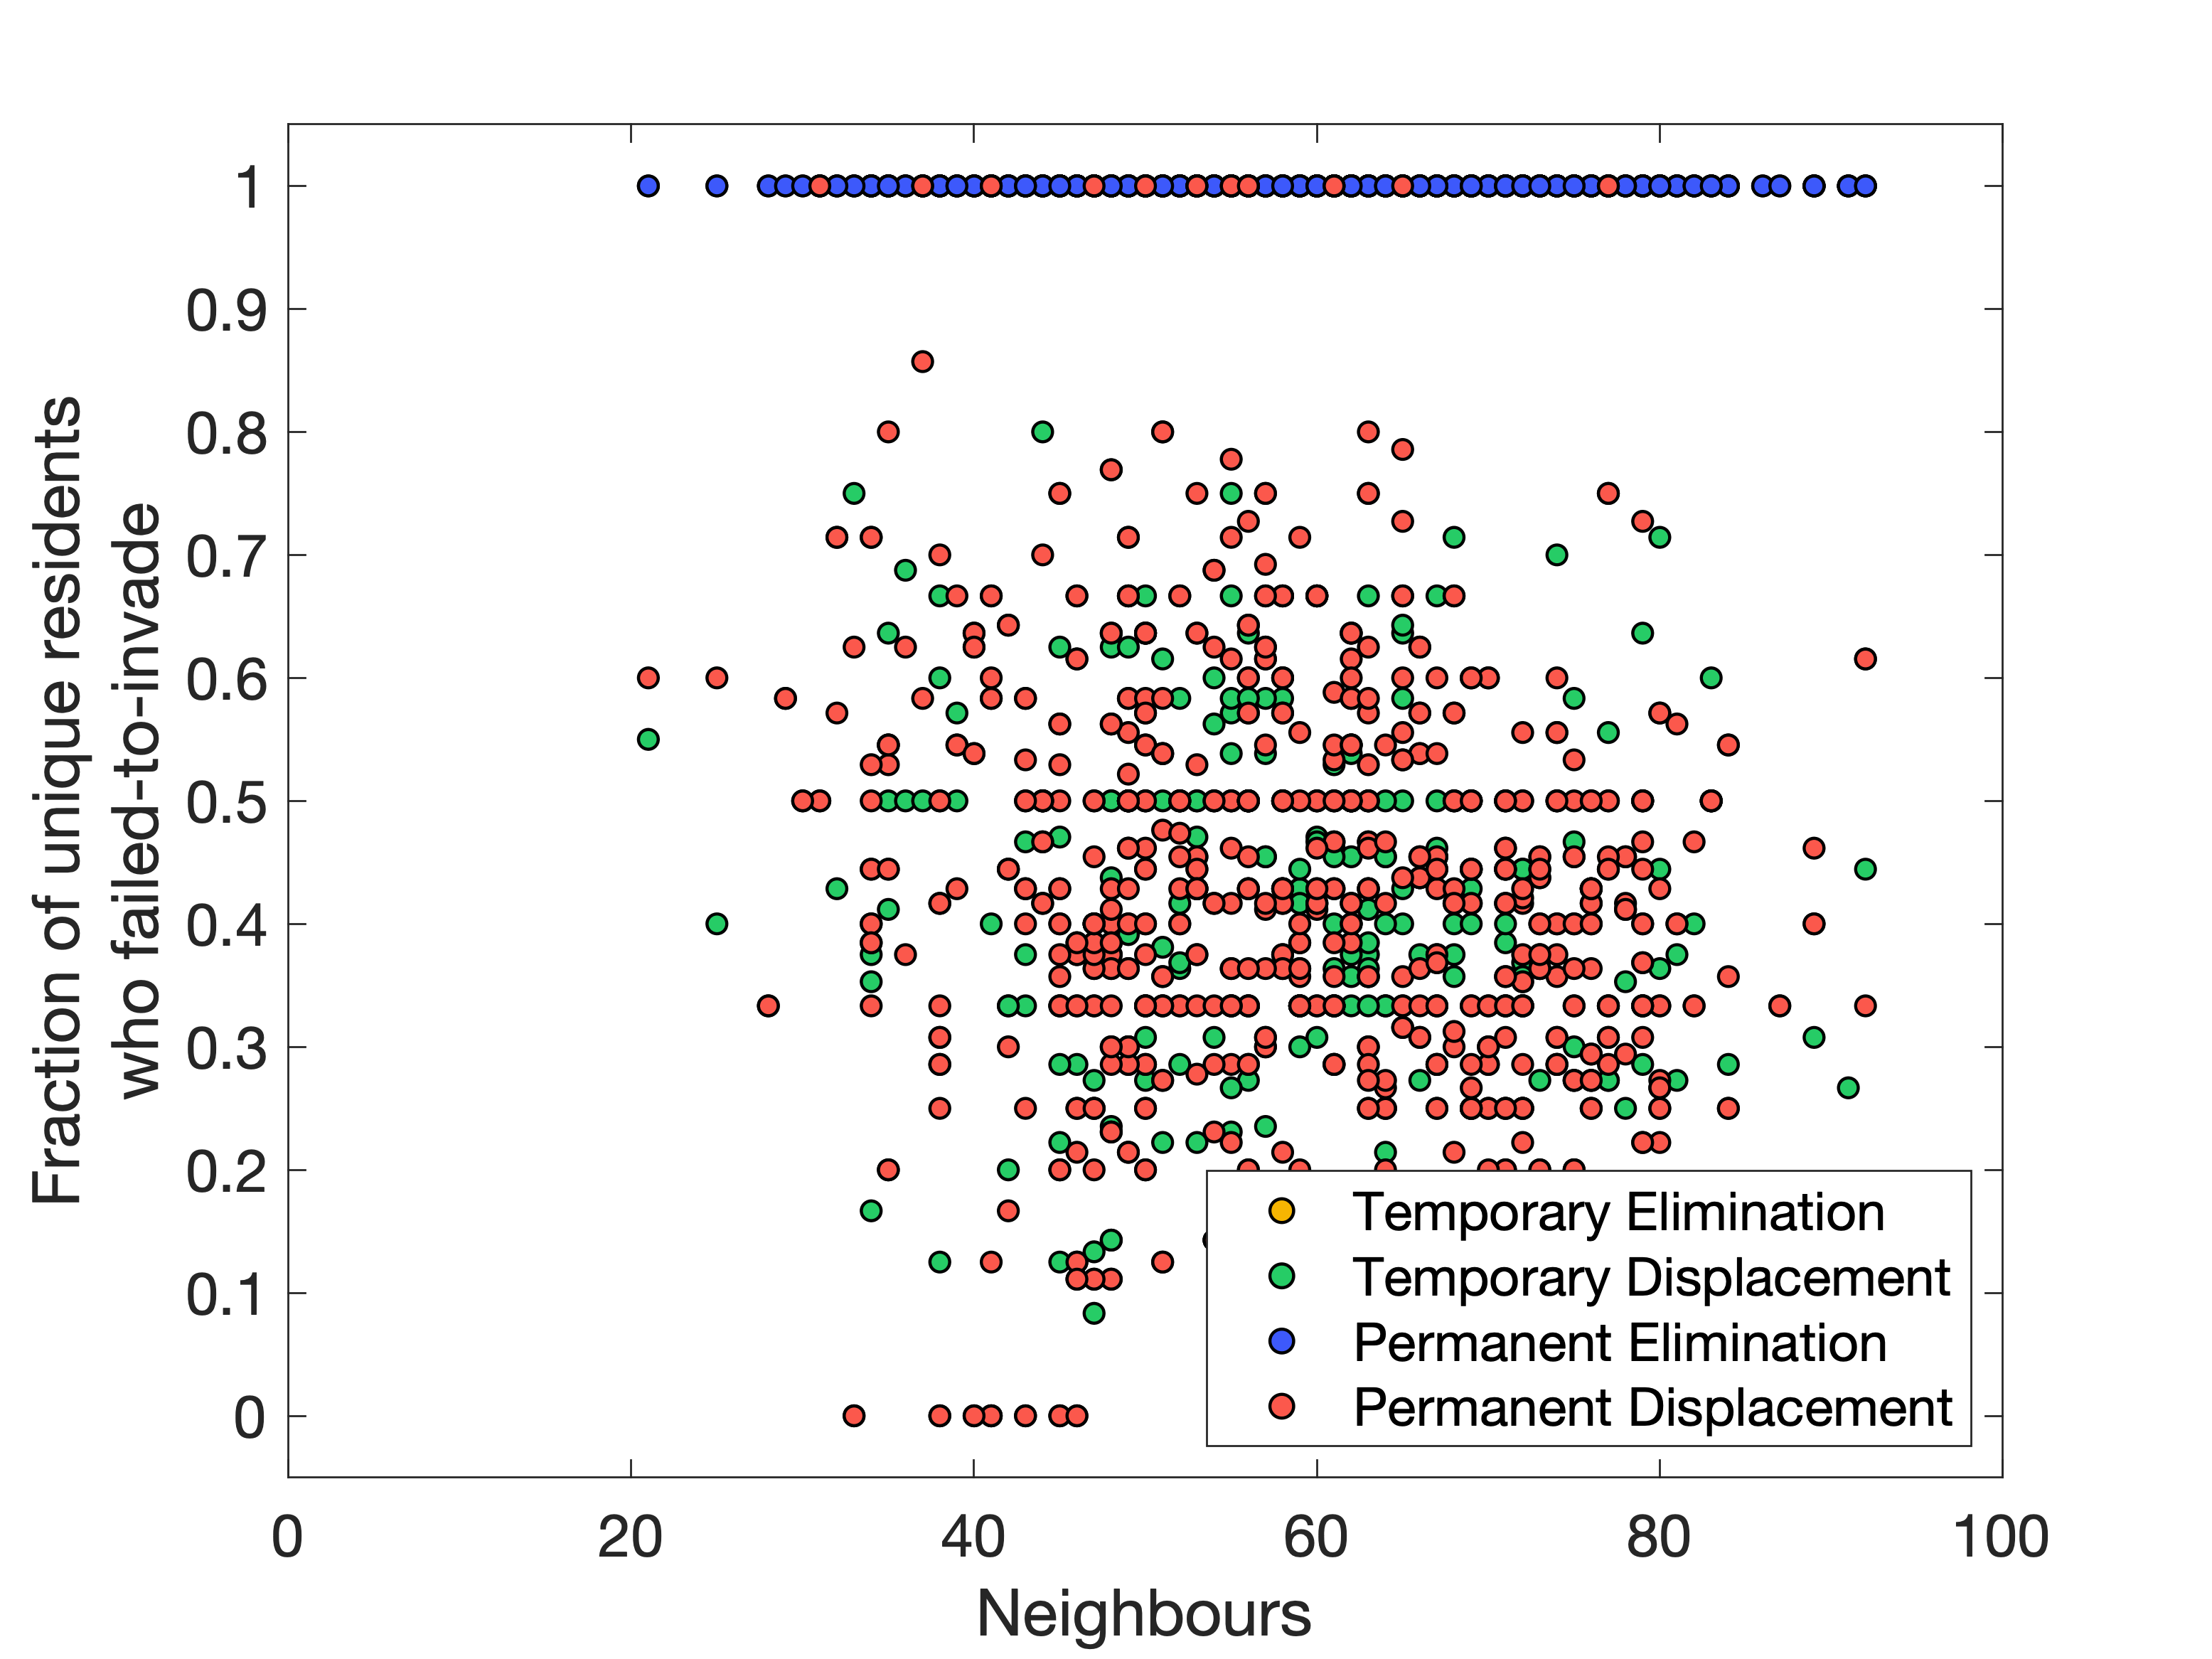 Fraction of unique residents
who failed-to-invade
1
0.9
0.8
0.7
0.6
0.5
0.4
0.3
0.2
0.1
0
Temporary Elimination
Temporary Displacement
Permanent Elimination
Permanent Displacement
0 20 40 60 80 100
Neighbours